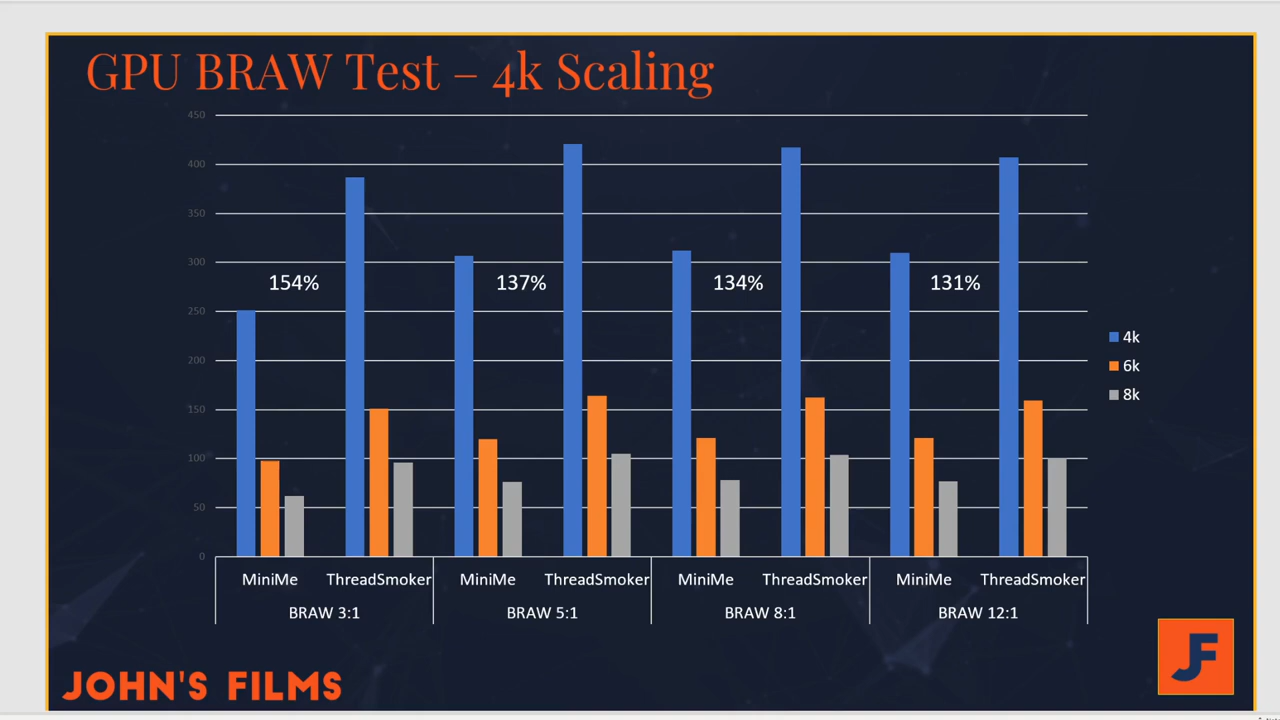 GPU BRAW Test – 4k Scaling
450
400
350
300
250
200
150
100
50
0
154%
137%
134%
131%
4k
6k
8k
MiniMe ThreadSmoker MiniMe ThreadSmoker MiniMe ThreadSmoker MiniMe ThreadSmoker
BRAW 3:1 BRAW 5:1 BRAW 8:1 BRAW 12:1
JOHN'S FILMS
JF